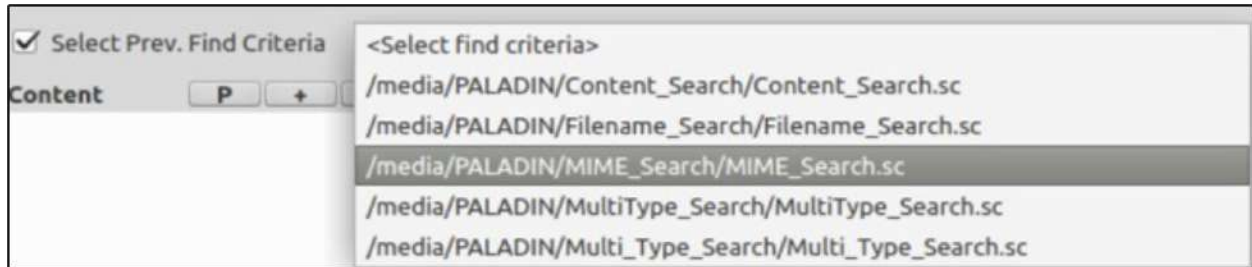 Select Prev. Find Criteria
<Select find criteria>
/media/PALADIN/Content_Search/Content_Search.sc
Content P +
/media/PALADIN/Filename_Search/Filename_Search.sc
/media/PALADIN/MIME_Search/MIME_Search.sc
/media/PALADIN/MultiType_Search/MultiType_Search.sc
/media/PALADIN/Multi_Type_Search/Multi_Type_Search.sc